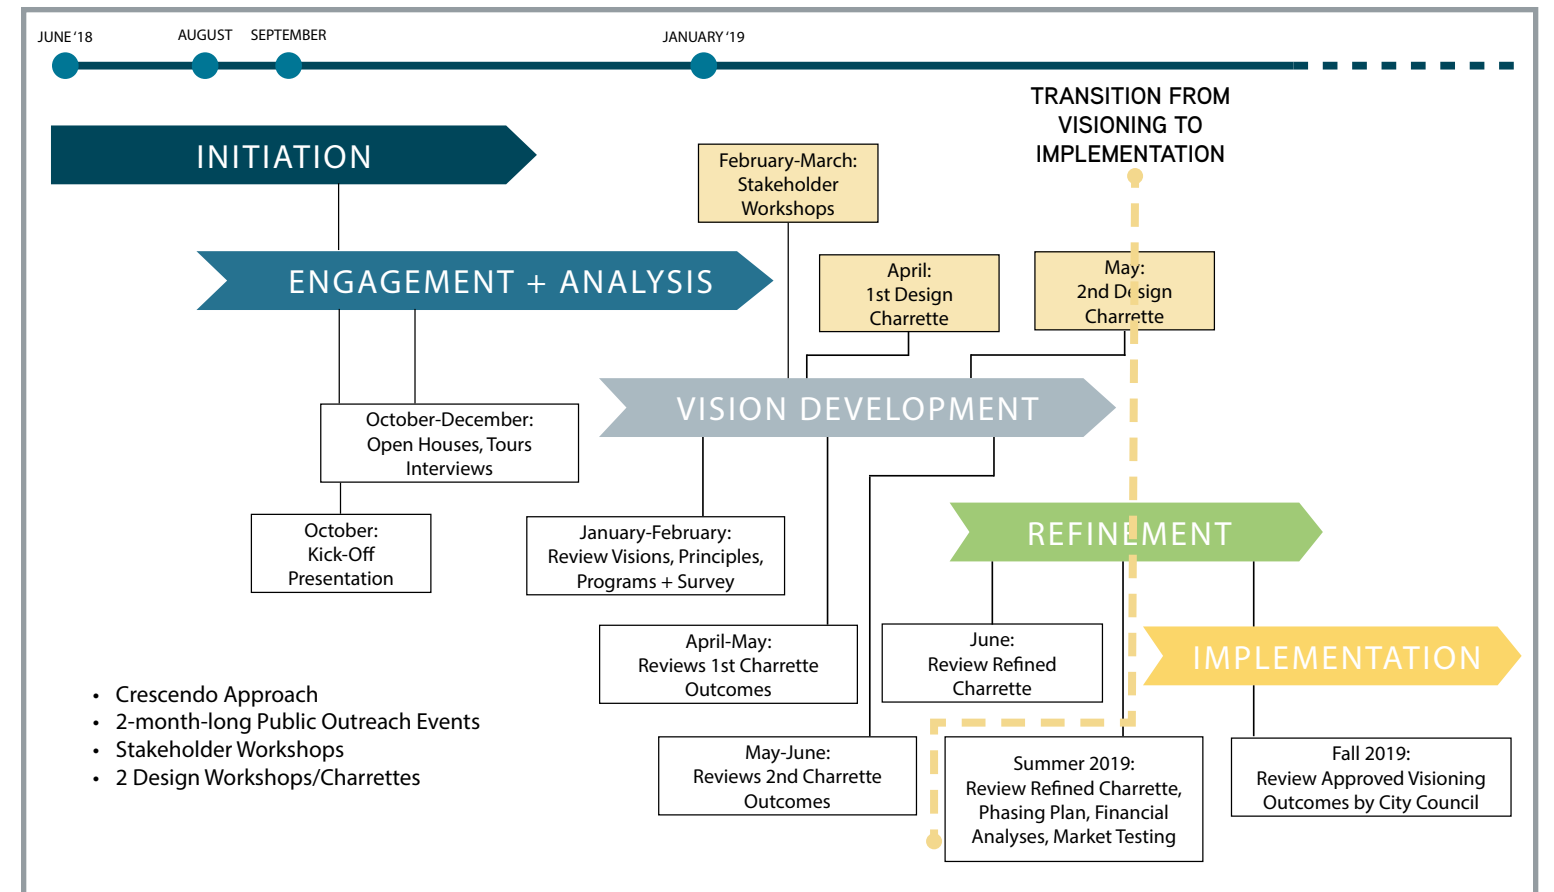 JUNE ‘18
AUGUST
SEPTEMBER
JANUARY ‘19
TRANSITION FROM
VISIONING TO
IMPLEMENTATION
INITIATION
February-March:
Stakeholder
Workshops
ENGAGEMENT + ANALYSIS
April:
1st Design
Charrette
May:
2nd Design
Charrette
VISION DEVELOPMENT
October-December:
Open Houses, Tours
Interviews
October:
Kick-Off
Presentation
January-February:
Review Visions, Principles,
Programs + Survey
REFINEMENT
April-May:
Reviews 1st Charrette
Outcomes
June:
Review Refined
Charrette
IMPLEMENTATION
• Crescendo Approach
• 2-month-long Public Outreach Events
• Stakeholder Workshops
• 2 Design Workshops/Charrettes
May-June:
Reviews 2nd Charrette
Outcomes
Summer 2019:
Review Refined Charrette,
Phasing Plan, Financial
Analyses, Market Testing
Fall 2019:
Review Approved Visioning
Outcomes by City Council